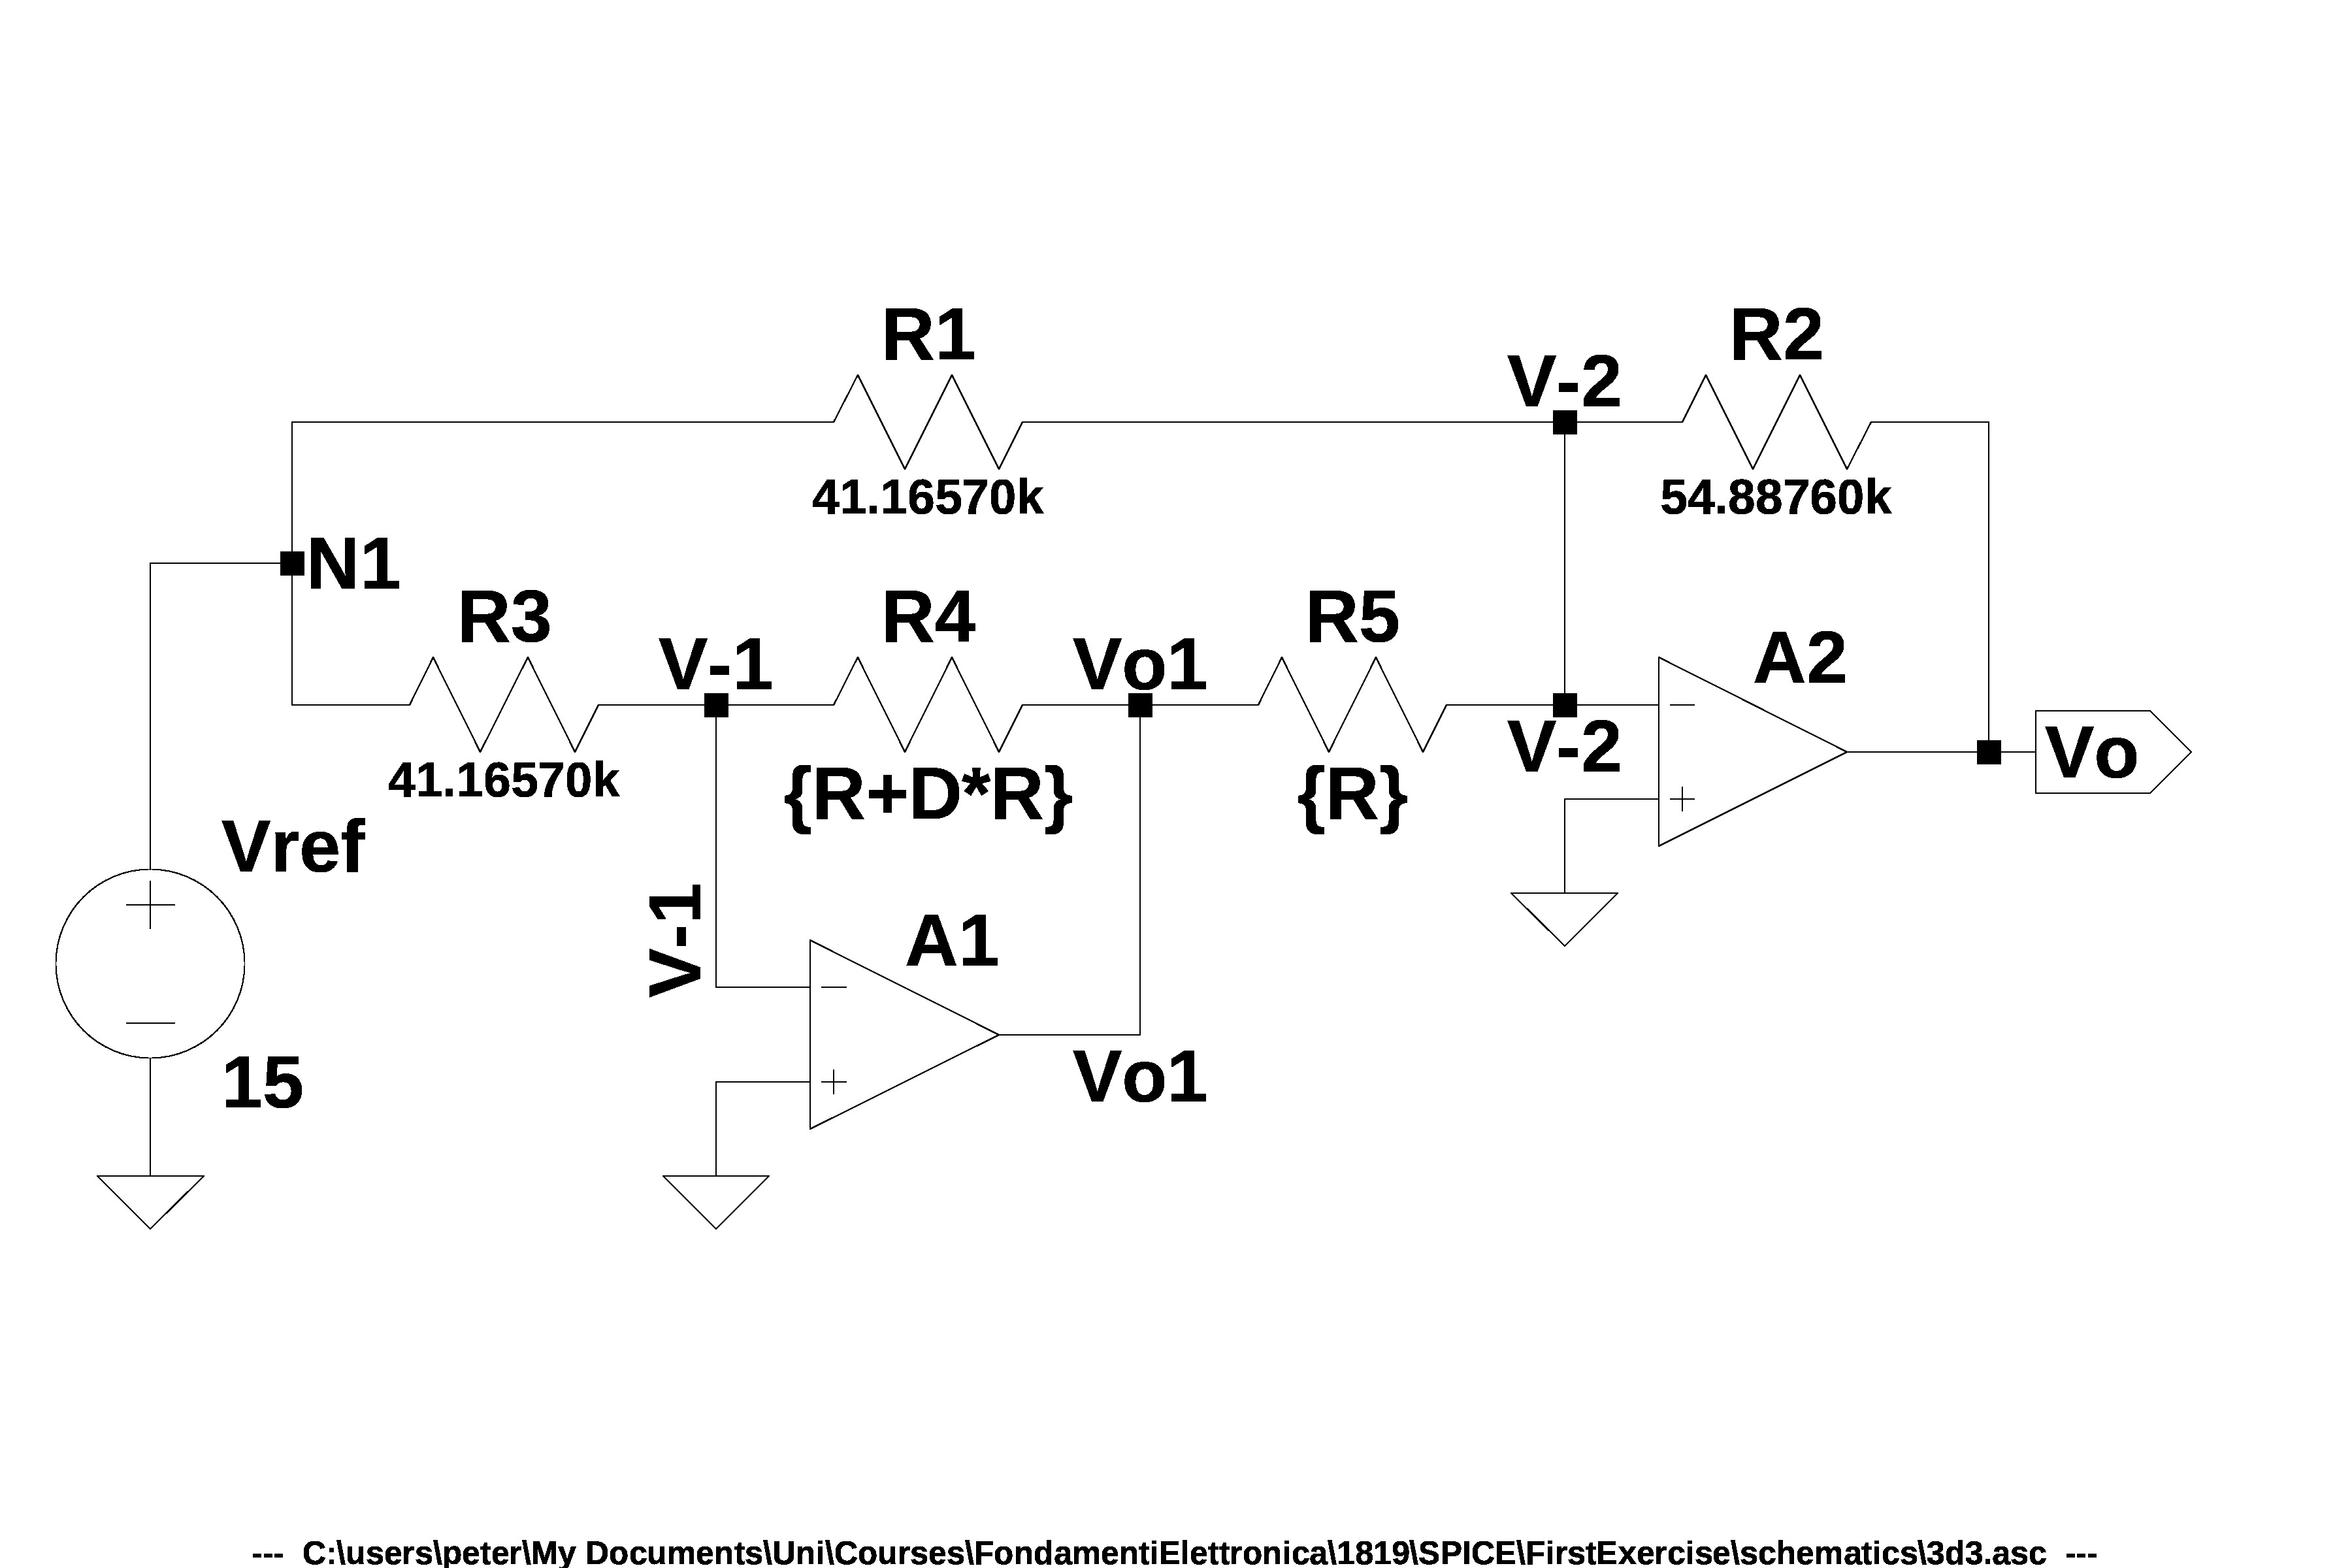 R1
R2
V-2
41.16570k
54.88760k
N1
R3
R4
R5
V-1
Vo1
A2
V-2
Vo
41.16570k
{R+D*R}
{R}
Vref
V-1
A1
15
Vo1
--- C:\users\peter\My Documents\Uni\Courses\FondamentiElettronica\1819\SPICE\FirstExercise\schematics\3d3.asc ---